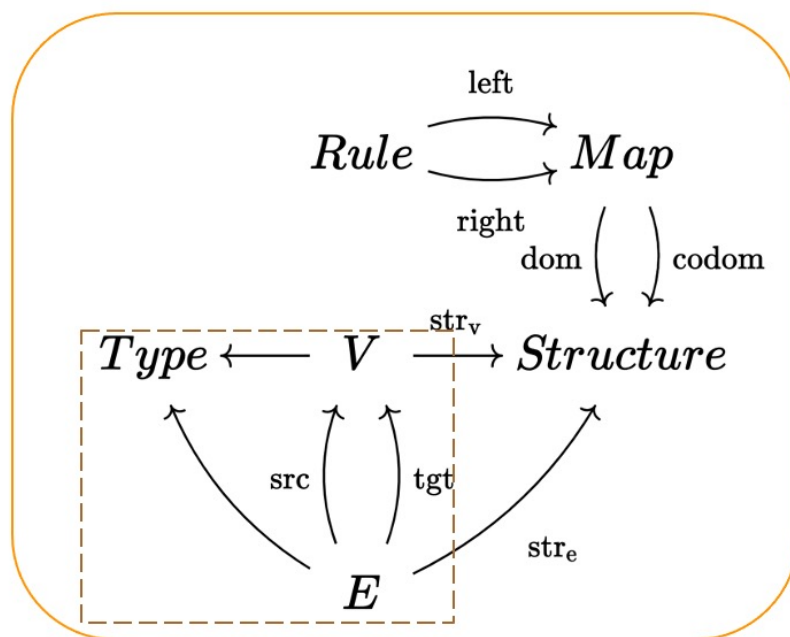 left
Rule Map
right
dom codom
str_v
Type V Structure
src tgt
str_e
E